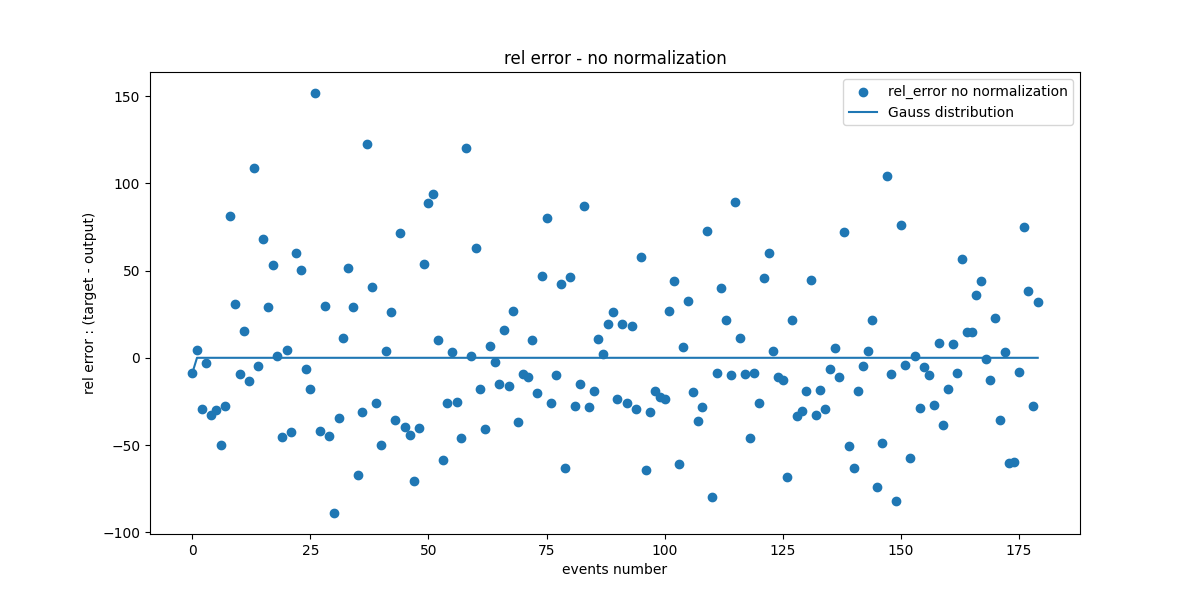 rel error - no normalization
rel_error no normalization
Gauss distribution
rel error : (target - output)
150
100
50
0
−50
−100
0 25 50 75 100 125 150 175
events number